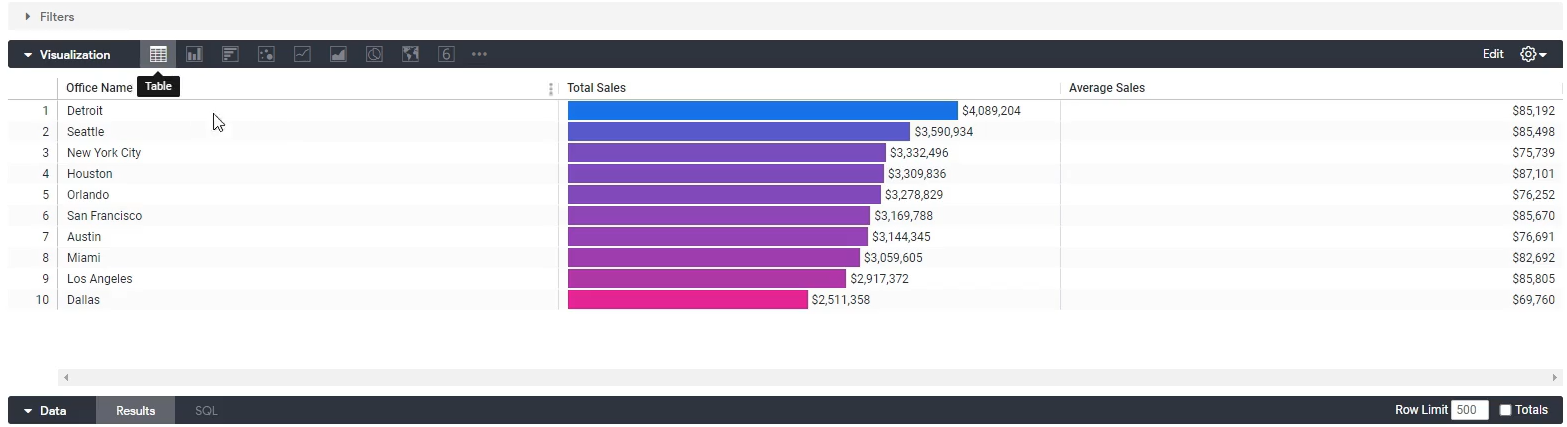 Filters
Visualization 6 Edit
Table
Office Name Total Sales Average Sales
1 Detroit $4,089,204 $85,192
2 Seattle $3,590,934 $85,498
3 New York City $3,332,496 $75,739
4 Houston $3,309,836 $87,101
5 Orlando $3,278,829 $76,252
6 San Francisco $3,169,788 $85,670
7 Austin $3,144,345 $76,691
8 Miami $3,059,605 $82,692
9 Los Angeles $2,917,372 $85,805
10 Dallas $2,511,358 $69,760
Data Results SQL Row Limit 500 Totals